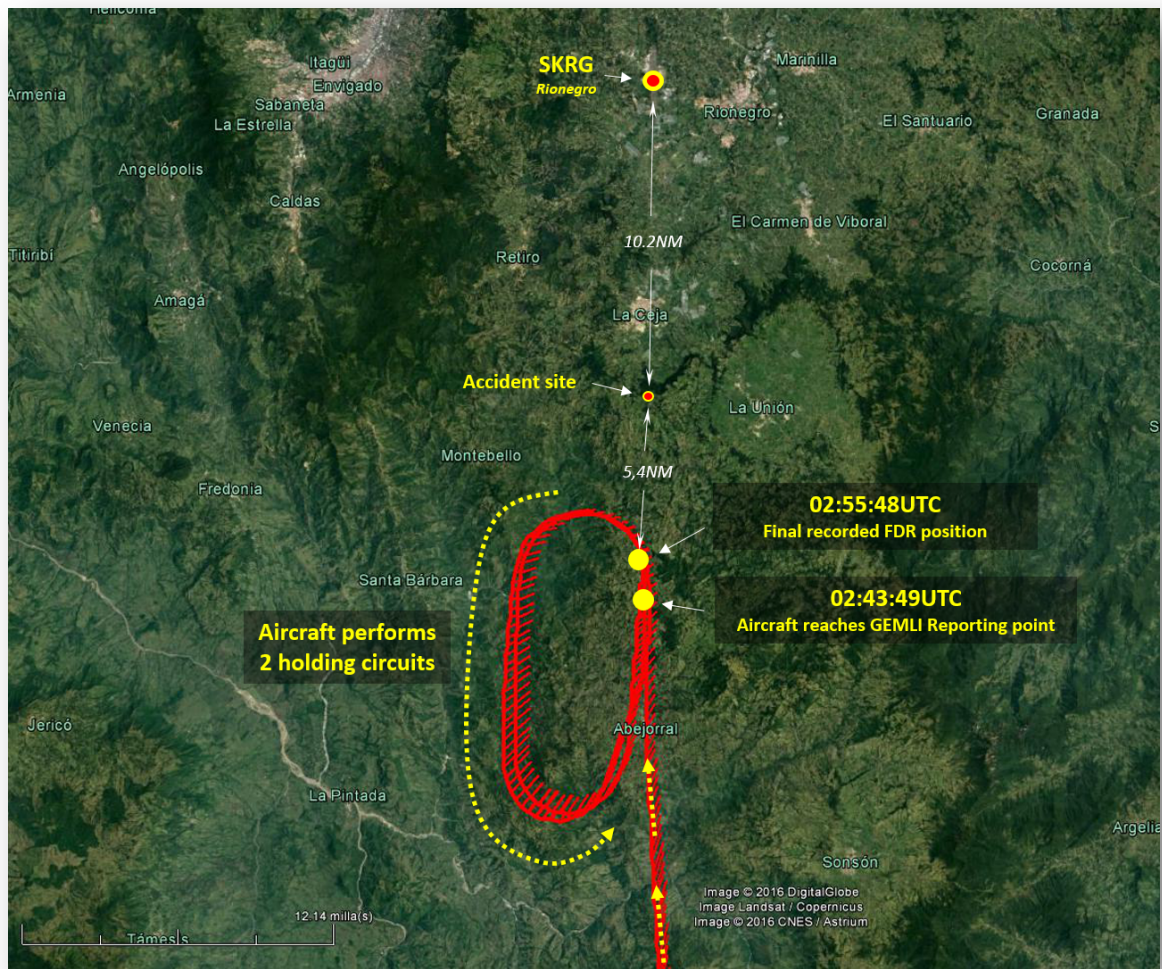 Heliconia
Itagüí
Envigado
Armenia
Sabaneta
La Estrella
SKRG
Rionegro
Marinilla
Rionegro
El Santuario
Granada
Angelópolis
Caldas
El Carmen de Viboral
10.2NM
Titiribí
Retiro
Cocorná
Amagá
La Ceja
Accident site
La Unión
Venecia
S
Montebello
5,4NM
Fredonia
02:55:48UTC
Final recorded FDR position
Santa Bárbara
02:43:49UTC
Aircraft reaches GEMLI Reporting point
Aircraft performs
2 holding circuits
Jericó
Abejorral
La Pintada
Argelia
Sonsón
Image © 2016 DigitalGlobe
Image Landsat / Copernicus
Image © 2016 CNES / Astrium
12.14 milla(s)
Támesis